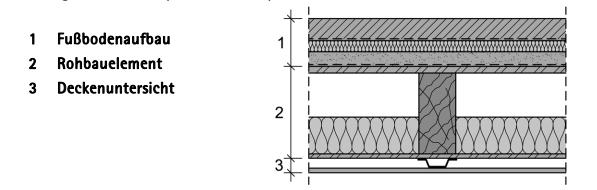 1 Fußbodenaufbau
2 Rohbauelement
3 Deckenuntersicht
1
2
3